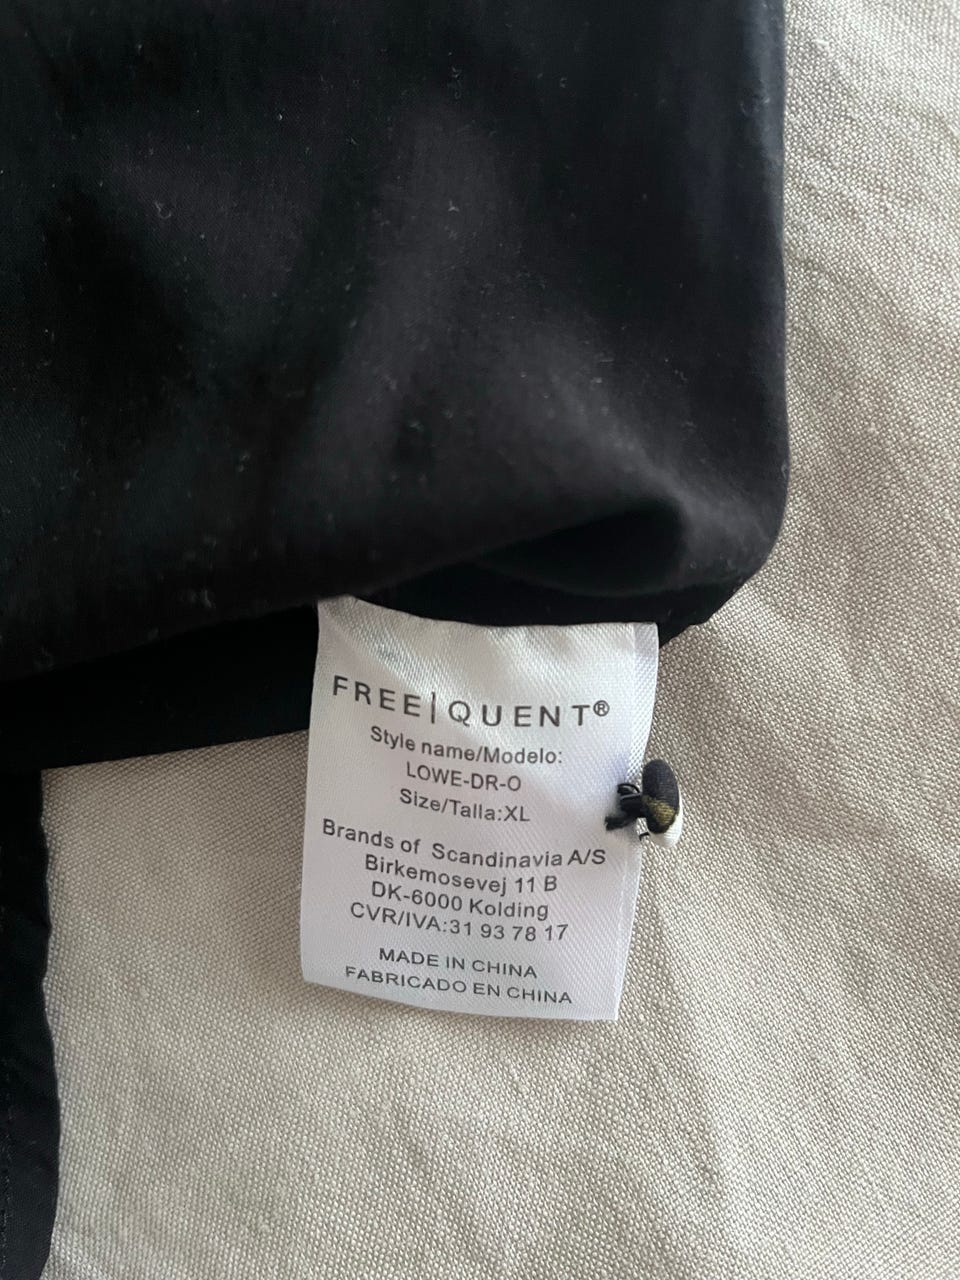 FREE|QUENT®
Style name/Modelo:
LOWE-DR-O
Size/Talla:XL
Brands of Scandinavia A/S
Birkemosevej 11 B
DK-6000 Kolding
CVR/IVA:31 93 78 17
MADE IN CHINA
FABRICADO EN CHINA